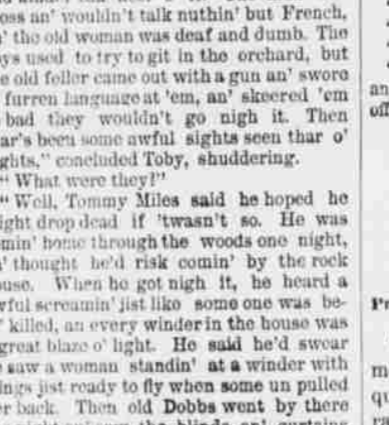 oss an' wouldn't talk nuthin' but French,
' the old woman was deaf and dumb. The
ys used to try to git in the orchard, but
e old feller came out with a gun an' swore
furren language at 'em, an' skeered 'em
bad they wouldn't go nigh it. Then
ar's been some awful sights seen thar o'
ghts," concluded Toby, shuddering.
"What were they?"
"Well, Tommy Miles said he hoped he
ight drop dead if 'twasn't so. He was
min' home through the woods one night,
' thought he'd risk comin' by the rock
ouse. When he got nigh it, he heard a
wful screamin' jist like some one was be-
' killed, an every winder in the house was
great blaze o' light. He said he'd swear
e saw a woman standin' at a winder with
ings jist ready to fly when some un pulled
er back. Then old Dobbs went by there
the blinds an' curtains
an
off
m
qu